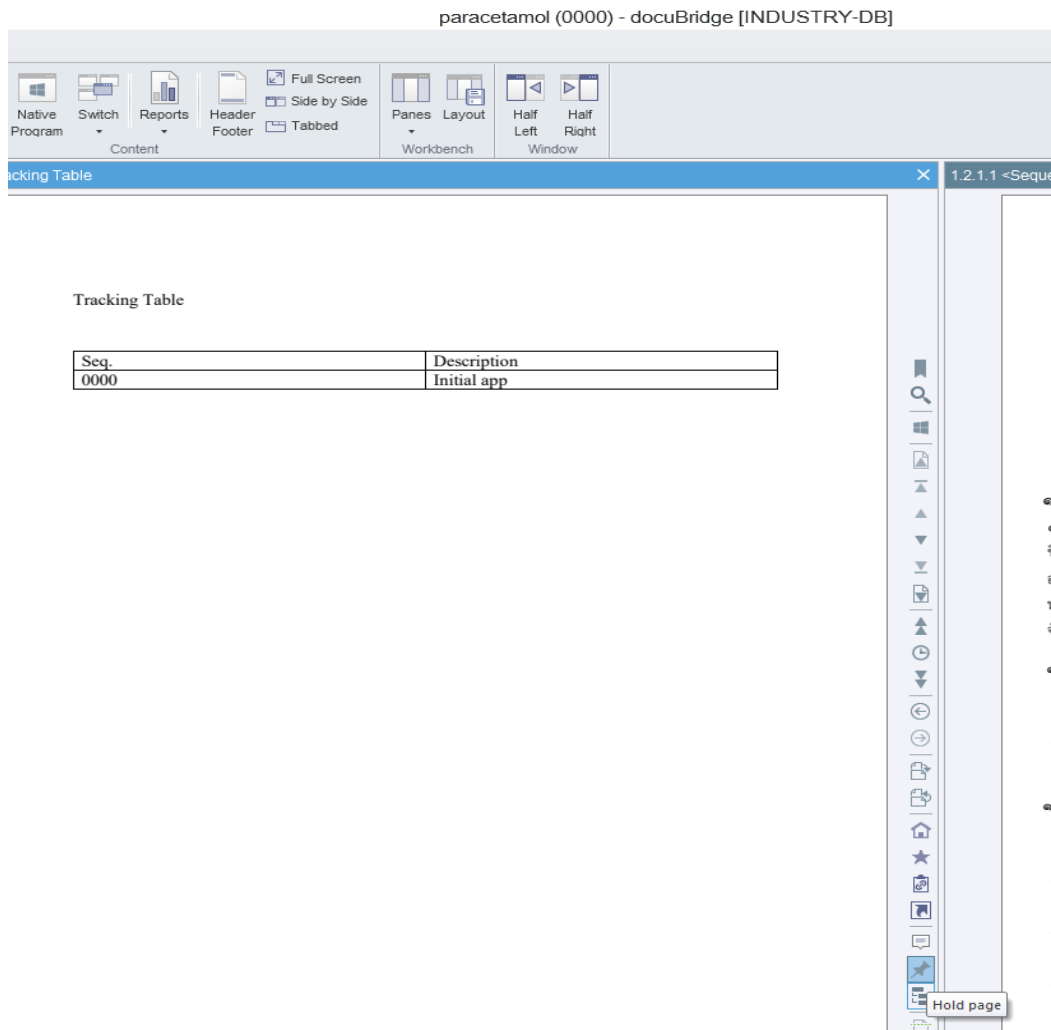 paracetamol (0000) - docuBridge [INDUSTRY-DB]
Native Program
Switch
Reports
Header Footer
Full Screen
Side by Side
Tabbed
Content
Panes
Layout
Workbench
Half Left
Half Right
Window
acking Table
1.2.1.1 <Seque
Tracking Table
Seq. Description
0000 Initial app
Hold page